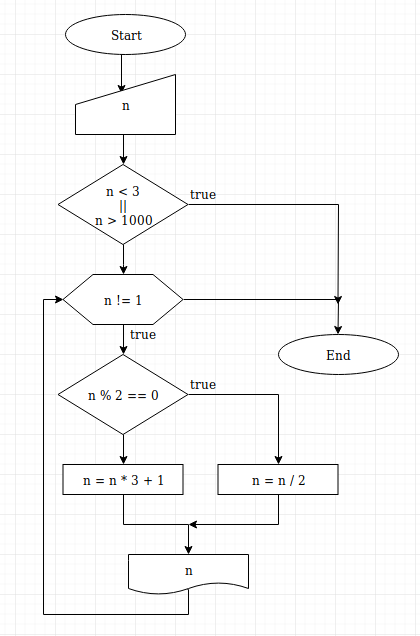 Start
n
n < 3
||
n > 1000
true
n != 1
true
End
n % 2 == 0
true
n = n * 3 + 1
n = n / 2
n